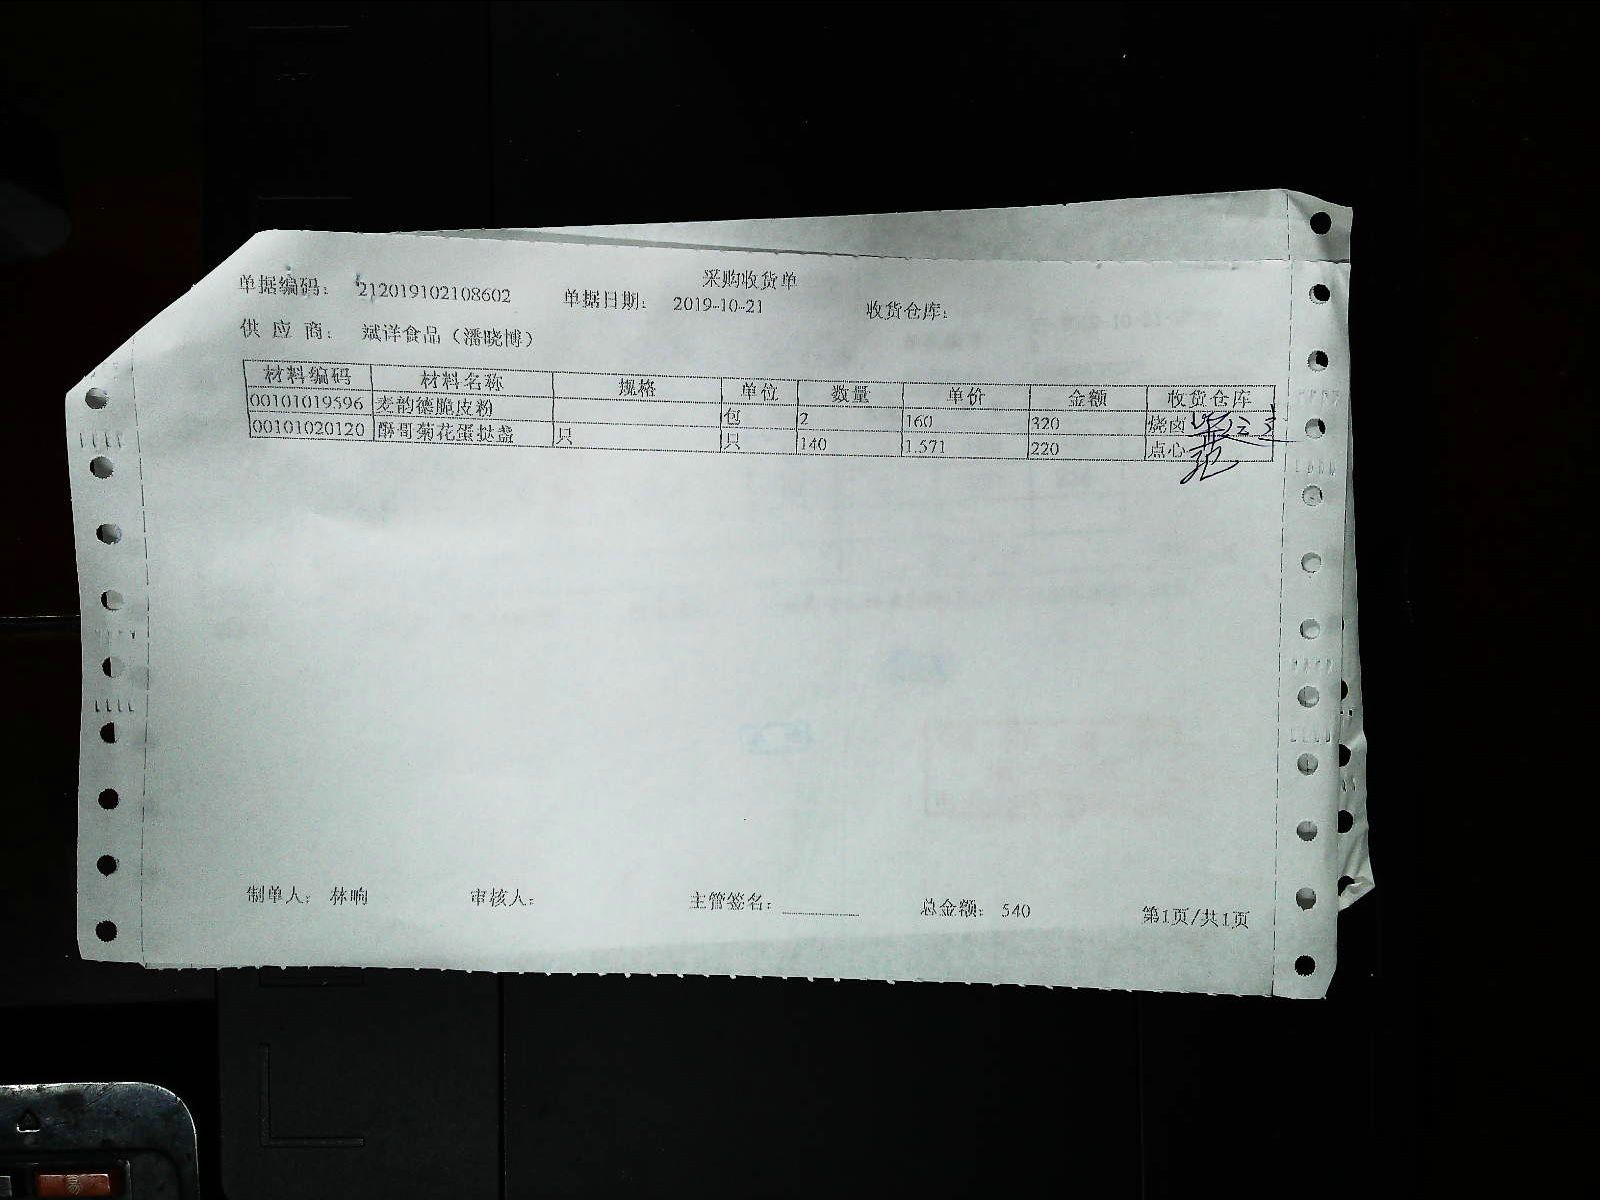 采购收货单
单据编码： 212019102108602 单据日期： 2019-10-21 收货仓库：
供 应 商： 斌详食品（潘晓博）
材料编码 材料名称 规格 单位 数量 单价 金额 收货仓库
00101019596 麦韵德脆皮粉 包 2 160 320 烧卤
00101020120 酥哥菊花蛋挞盏 只 只 140 1.571 220 点心
制单人： 林晌 审核人： 主管签名： 总金额： 540 第1页/共1页